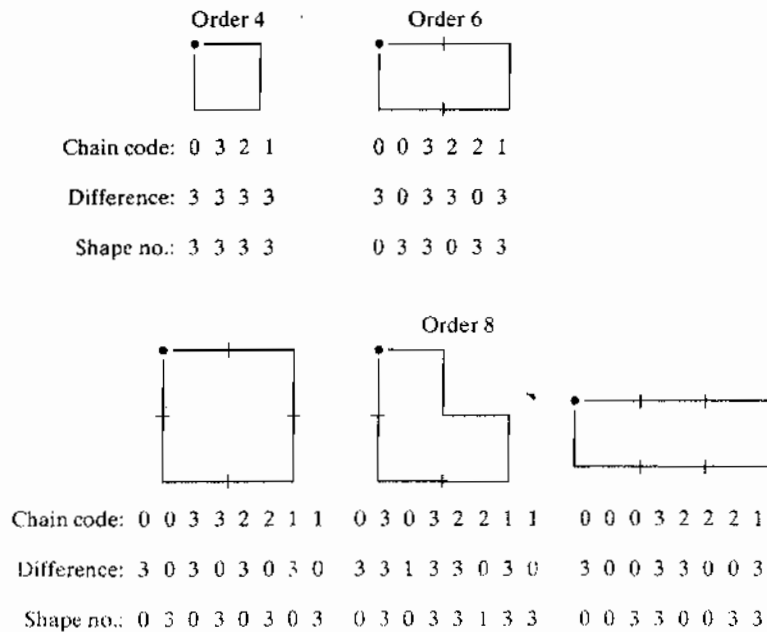 Order 4 Order 6
Chain code: 0 3 2 1 0 0 3 2 2 1
Difference: 3 3 3 3 3 0 3 3 0 3
Shape no.: 3 3 3 3 0 3 3 0 3 3
Order 8
Chain code: 0 0 3 3 2 2 1 1 0 3 0 3 2 2 1 1 0 0 0 3 2 2 2 1
Difference: 3 0 3 0 3 0 3 0 3 3 1 3 3 0 3 0 3 0 0 3 3 0 0 3
Shape no.: 0 3 0 3 0 3 0 3 0 3 0 3 3 1 3 3 0 0 3 3 0 0 3 3